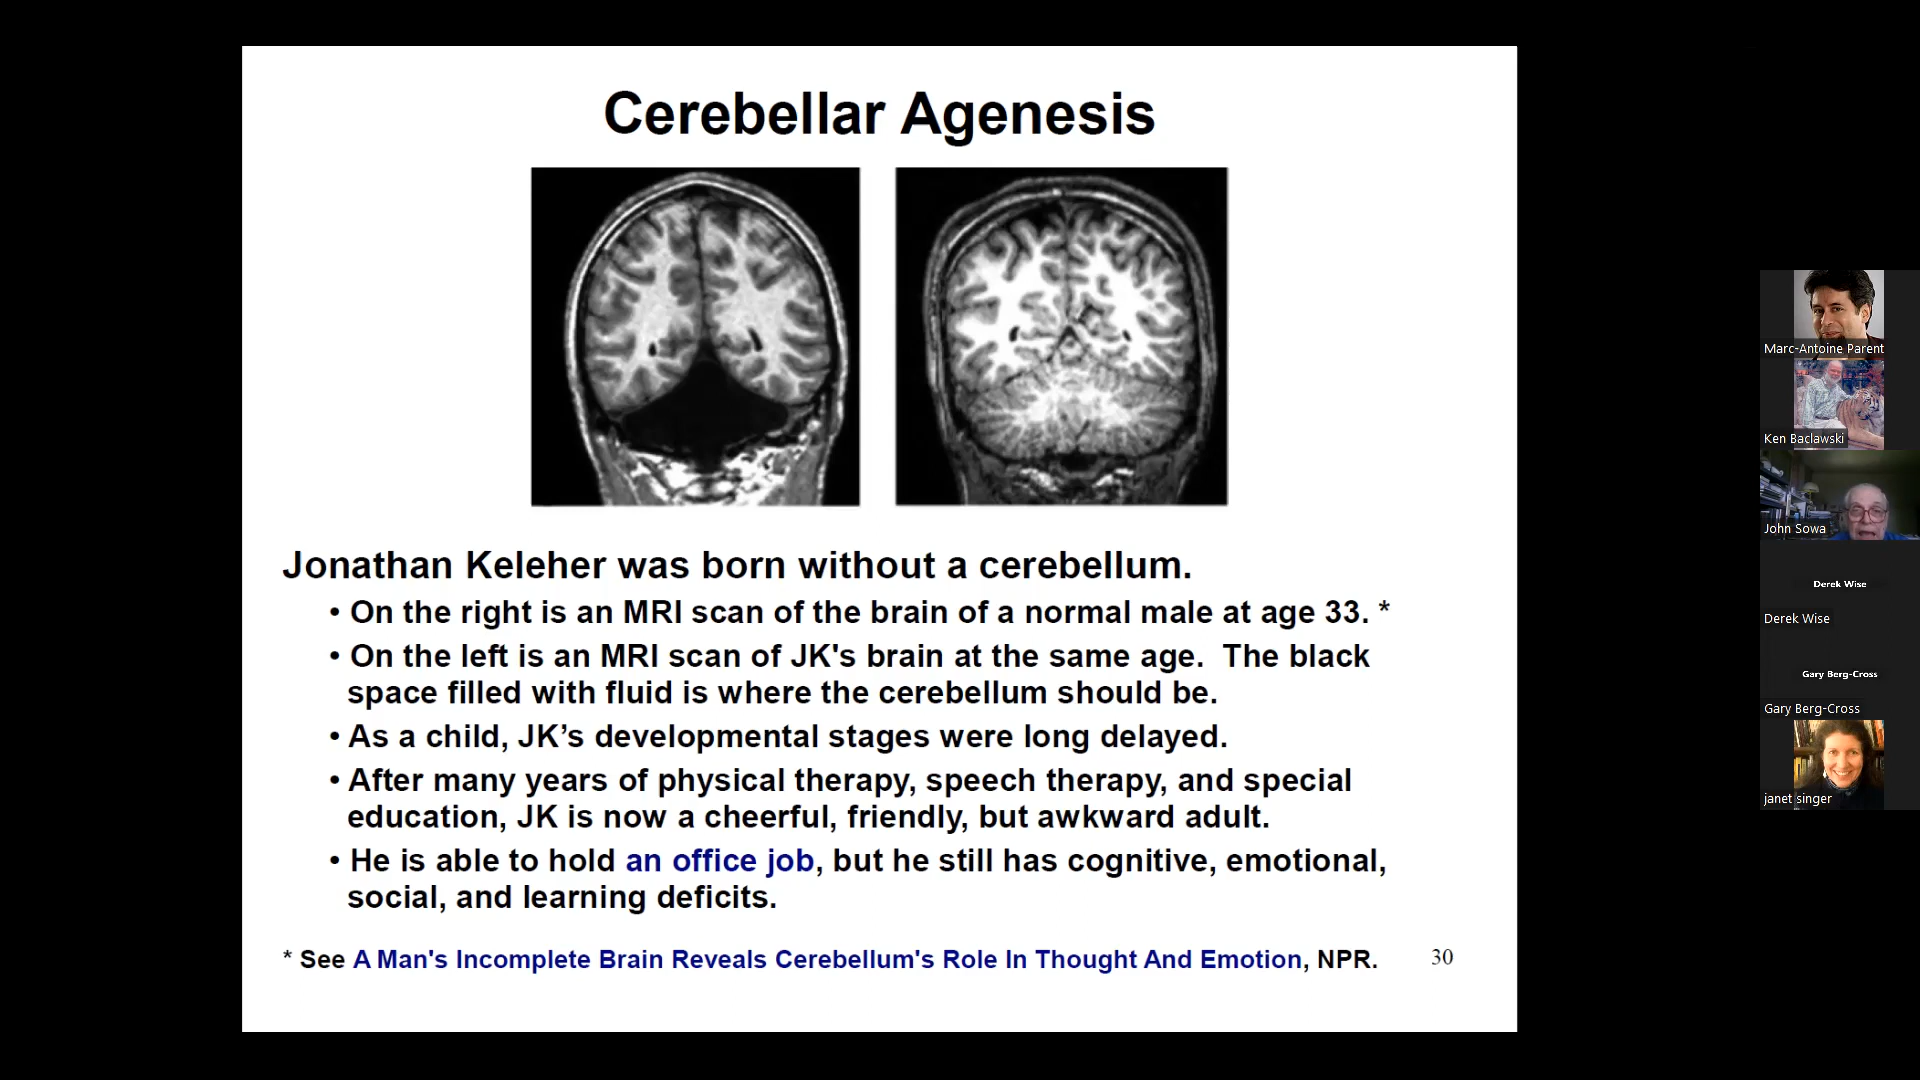 Cerebellar Agenesis
Jonathan Keleher was born without a cerebellum.
• On the right is an MRI scan of the brain of a normal male at age 33. *
• On the left is an MRI scan of JK's brain at the same age. The black
space filled with fluid is where the cerebellum should be.
• As a child, JK’s developmental stages were long delayed.
• After many years of physical therapy, speech therapy, and special
education, JK is now a cheerful, friendly, but awkward adult.
• He is able to hold an office job, but he still has cognitive, emotional,
social, and learning deficits.
* See A Man's Incomplete Brain Reveals Cerebellum's Role In Thought And Emotion, NPR.
30
Marc-Antoine Parent
Ken Baclawski
John Sowa
Derek Wise
Derek Wise
Gary Berg-Cross
Gary Berg-Cross
janet singer